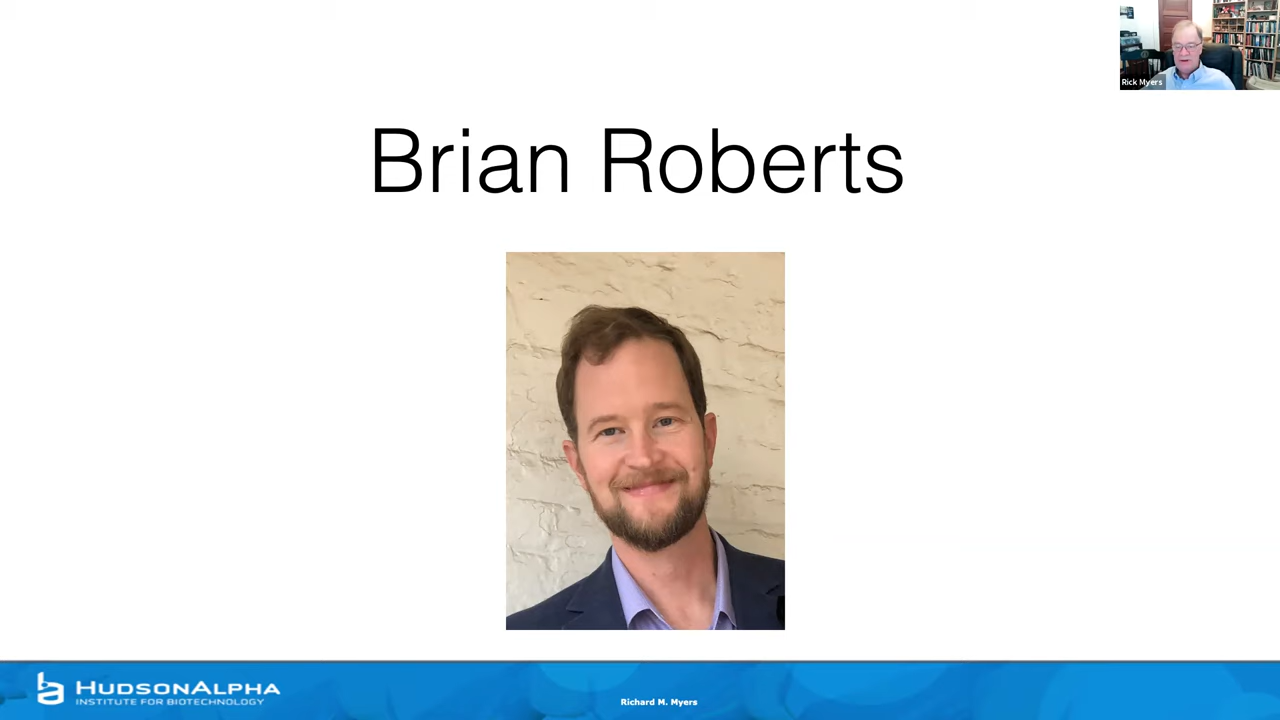 Rick Myers
Brian Roberts
HUDSONALPHA
INSTITUTE FOR BIOTECHNOLOGY
Richard M. Myers